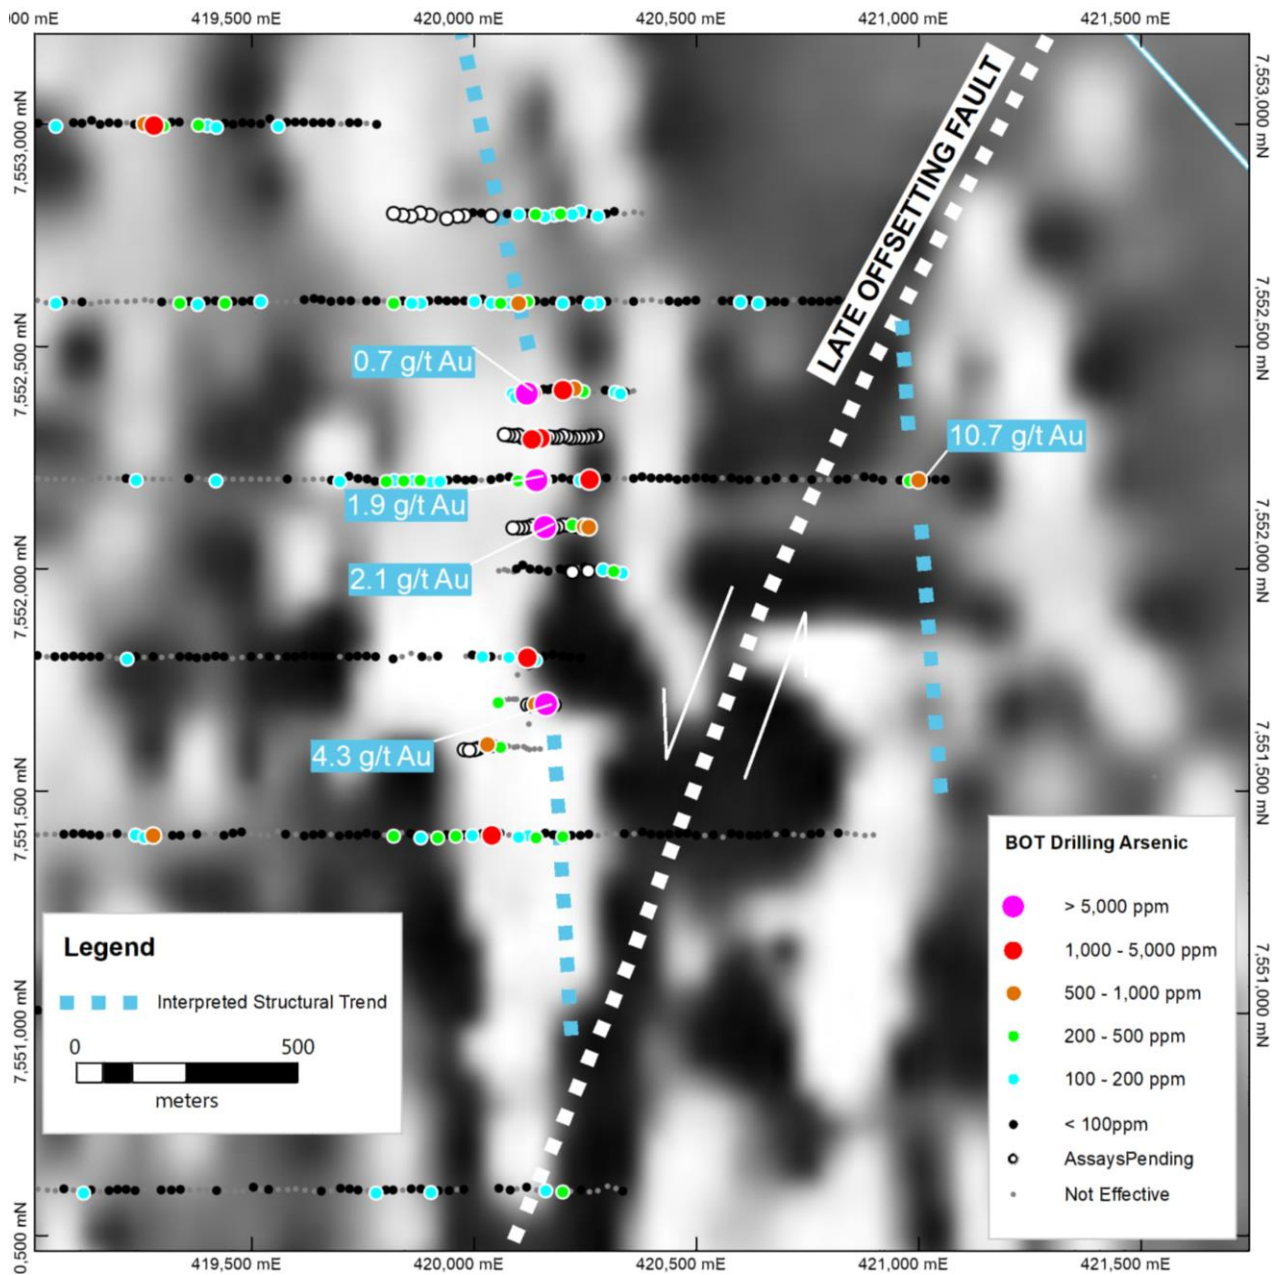 00 mE 419,500 mE 420,000 mE 420,500 mE 421,000 mE 421,500 mE
7,553,000 mN
7,553,000 mN
LATE OFFSETTING FAULT
7,552,500 mN
7,552,500 mN
0.7 g/t Au
10.7 g/t Au
1.9 g/t Au
2.1 g/t Au
7,552,000 mN
7,552,000 mN
4.3 g/t Au
7,551,500 mN
7,551,500 mN
BOT Drilling Arsenic
> 5,000 ppm
1,000 - 5,000 ppm
500 - 1,000 ppm
200 - 500 ppm
100 - 200 ppm
< 100ppm
AssaysPending
Not Effective
Legend
Interpreted Structural Trend
0 500
meters
7,551,000 mN
7,551,000 mN
0,500 mN
419,500 mE 420,000 mE 420,500 mE 421,000 mE 421,500 mE